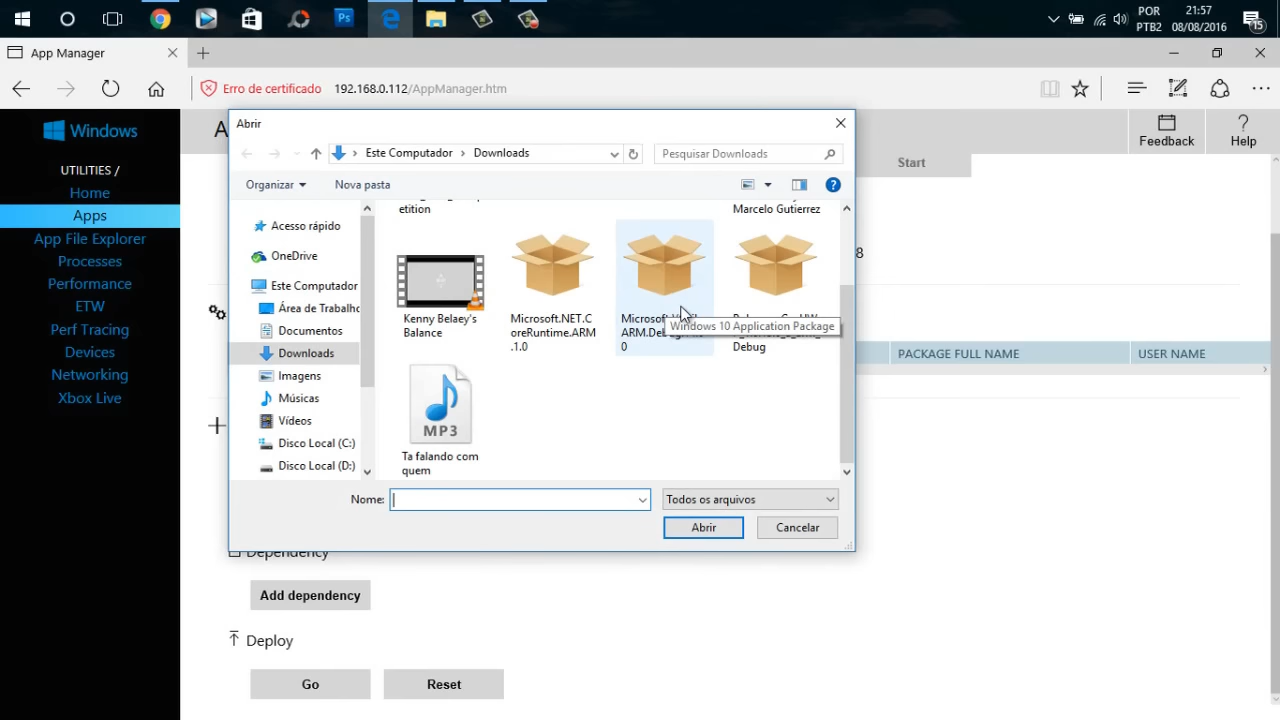 POR
PTB2
21:57
08/08/2016
15
App Manager
Erro de certificado
192.168.0.112/AppManager.htm
Windows
UTILITIES /
Home
Apps
App File Explorer
Processes
Performance
ETW
Perf Tracing
Devices
Networking
Xbox Live
Feedback
Help
Start
8
PACKAGE FULL NAME
USER NAME
Abrir
Este Computador > Downloads
Pesquisar Downloads
Organizar
Nova pasta
Acesso rápido
OneDrive
Este Computador
Área de Trabalho
Documentos
Downloads
Imagens
Músicas
Vídeos
Disco Local (C:)
Disco Local (D:)
etition
Marcelo Gutierrez
Kenny Belaey's
Balance
Microsoft.NET.C
oreRuntime.ARM
.1.0
Windows 10 Application Package
Debug
MP3
Ta falando com
quem
Nome:
Todos os arquivos
Abrir
Cancelar
Dependency
Add dependency
Deploy
Go
Reset